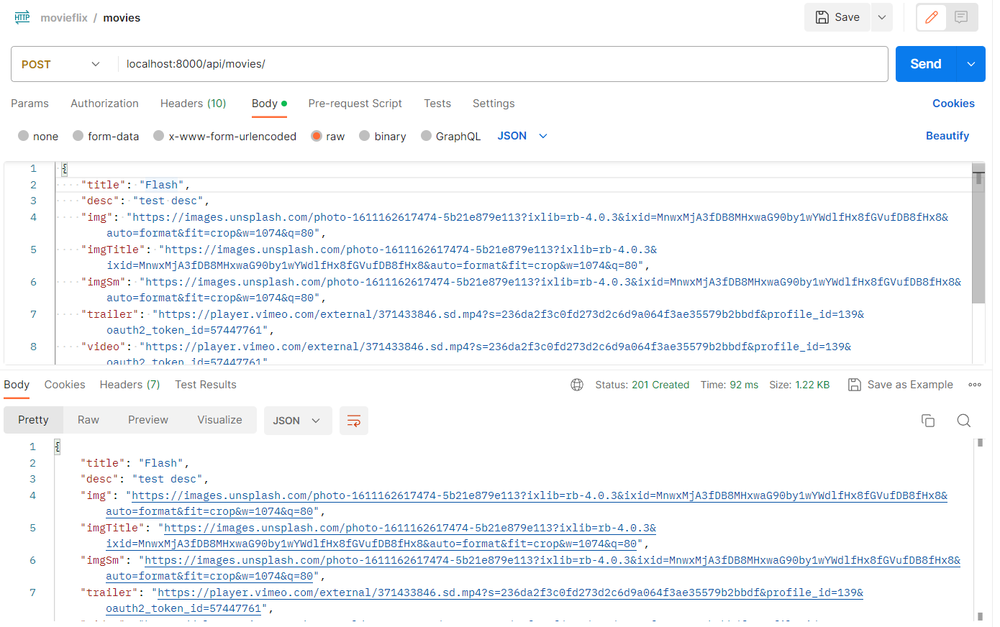 HTTP movieflix / movies Save
POST localhost:8000/api/movies/ Send
Params Authorization Headers (10) Body Pre-request Script Tests Settings Cookies
none form-data x-www-form-urlencoded raw binary GraphQL JSON Beautify
1 {
2 "title": "Flash",
3 "desc": "test desc",
4 "img": "https://images.unsplash.com/photo-1611162617474-5b21e879e113?ixlib=rb-4.0.3&ixid=MnwxMjA3fDB8MHxwaG90by1wYWdlfHx8fGVufDB8fHx8&
auto=format&fit=crop&w=1074&q=80",
5 "imgTitle": "https://images.unsplash.com/photo-1611162617474-5b21e879e113?ixlib=rb-4.0.3&
ixid=MnwxMjA3fDB8MHxwaG90by1wYWdlfHx8fGVufDB8fHx8&auto=format&fit=crop&w=1074&q=80",
6 "imgSm": "https://images.unsplash.com/photo-1611162617474-5b21e879e113?ixlib=rb-4.0.3&ixid=MnwxMjA3fDB8MHxwaG90by1wYWdlfHx8fGVufDB8fHx8&
auto=format&fit=crop&w=1074&q=80",
7 "trailer": "https://player.vimeo.com/external/371433846.sd.mp4?s=236da2f3c0fd273d2c6d9a064f3ae35579b2bbdf&profile_id=139&
oauth2_token_id=57447761",
8 "video": "https://player.vimeo.com/external/371433846.sd.mp4?s=236da2f3c0fd273d2c6d9a064f3ae35579b2bbdf&profile_id=139&
oauth2_token_id=57447761"
Body Cookies Headers (7) Test Results Status: 201 Created Time: 92 ms Size: 1.22 KB Save as Example
Pretty Raw Preview Visualize JSON
1 {
2 "title": "Flash",
3 "desc": "test desc",
4 "img": "https://images.unsplash.com/photo-1611162617474-5b21e879e113?ixlib=rb-4.0.3&ixid=MnwxMjA3fDB8MHxwaG90by1wYWdlfHx8fGVufDB8fHx8&
auto=format&fit=crop&w=1074&q=80",
5 "imgTitle": "https://images.unsplash.com/photo-1611162617474-5b21e879e113?ixlib=rb-4.0.3&
ixid=MnwxMjA3fDB8MHxwaG90by1wYWdlfHx8fGVufDB8fHx8&auto=format&fit=crop&w=1074&q=80",
6 "imgSm": "https://images.unsplash.com/photo-1611162617474-5b21e879e113?ixlib=rb-4.0.3&ixid=MnwxMjA3fDB8MHxwaG90by1wYWdlfHx8fGVufDB8fHx8&
auto=format&fit=crop&w=1074&q=80",
7 "trailer": "https://player.vimeo.com/external/371433846.sd.mp4?s=236da2f3c0fd273d2c6d9a064f3ae35579b2bbdf&profile_id=139&
oauth2_token_id=57447761",